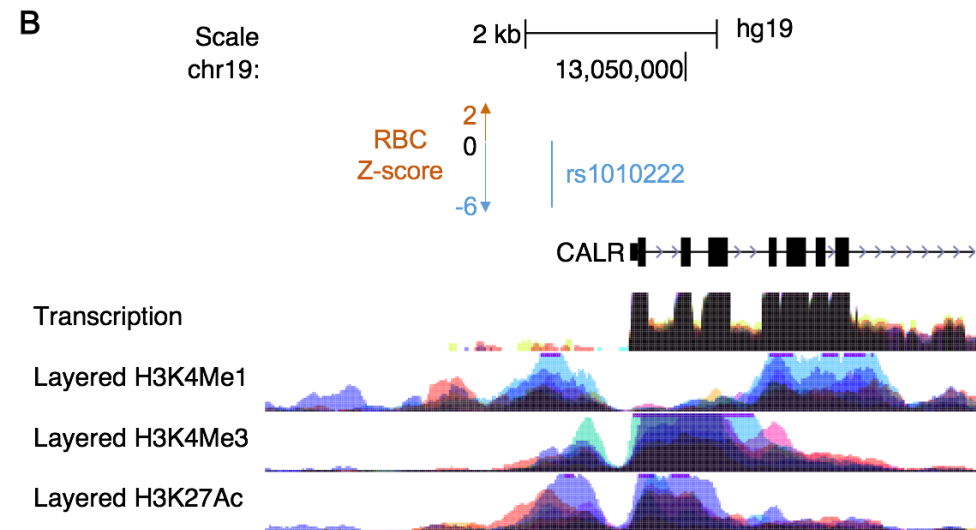 B
Scale 2 kb hg19
chr19: 13,050,000
2
RBC 0
Z-score rs1010222
-6
CALR
Transcription
Layered H3K4Me1
Layered H3K4Me3
Layered H3K27Ac